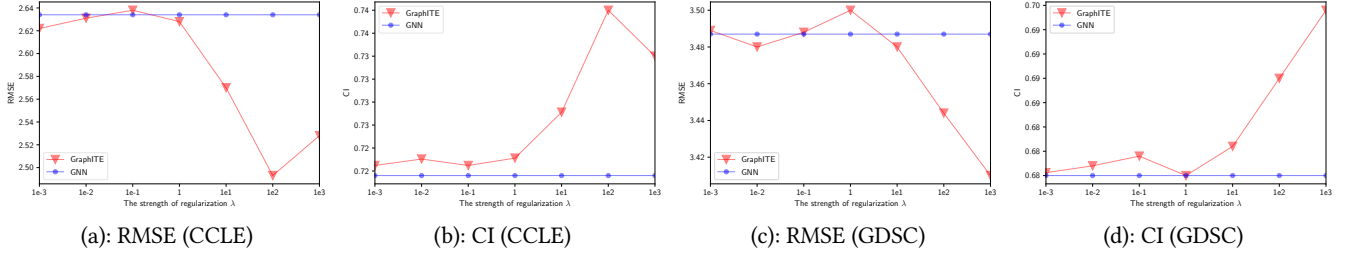 2.64
2.62
2.60
2.58
2.56
2.54
2.52
2.50
RMSE
GraphITE
GNN
1e-3 1e-2 1e-1 1 1e1 1e2 1e3
The strength of regularization λ
(a): RMSE (CCLE)
0.74
0.73
0.73
0.73
0.73
0.72
CI
GraphITE
GNN
1e-3 1e-2 1e-1 1 1e1 1e2 1e3
The strength of regularization λ
(b): CI (CCLE)
3.50
3.48
3.46
3.44
3.42
RMSE
GraphITE
GNN
1e-3 1e-2 1e-1 1 1e1 1e2 1e3
The strength of regularization λ
(c): RMSE (GDSC)
0.70
0.69
0.69
0.69
0.68
0.68
CI
GraphITE
GNN
1e-3 1e-2 1e-1 1 1e1 1e2 1e3
The strength of regularization λ
(d): CI (GDSC)